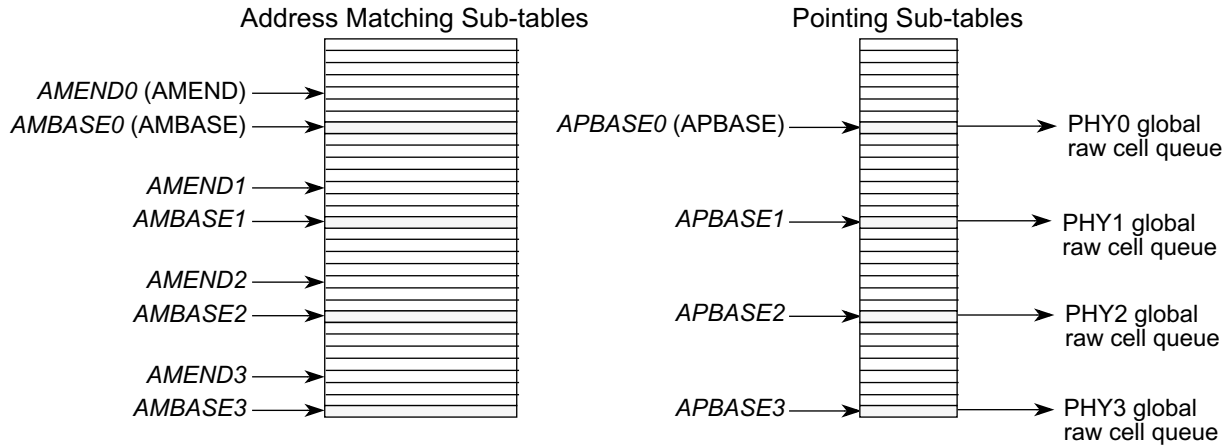 Address Matching Sub-tables
Pointing Sub-tables
AMEND0 (AMEND)
AMBASE0 (AMBASE)
AMEND1
AMBASE1
AMEND2
AMBASE2
AMEND3
AMBASE3
APBASE0 (APBASE)
APBASE1
APBASE2
APBASE3
PHY0 global
raw cell queue
PHY1 global
raw cell queue
PHY2 global
raw cell queue
PHY3 global
raw cell queue